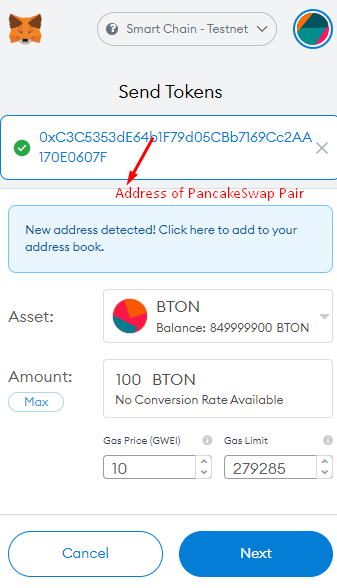 Smart Chain - Testnet
Send Tokens
0xC3C5353dE64b1F79d05CBb7169Cc2AA
170E0607F
Address of PancakeSwap Pair
New address detected! Click here to add to your
address book.
Asset:
BTON
Balance: 849999900 BTON
Amount:
Max
100 BTON
No Conversion Rate Available
Gas Price (GWEI)
Gas Limit
10
279285
Cancel
Next